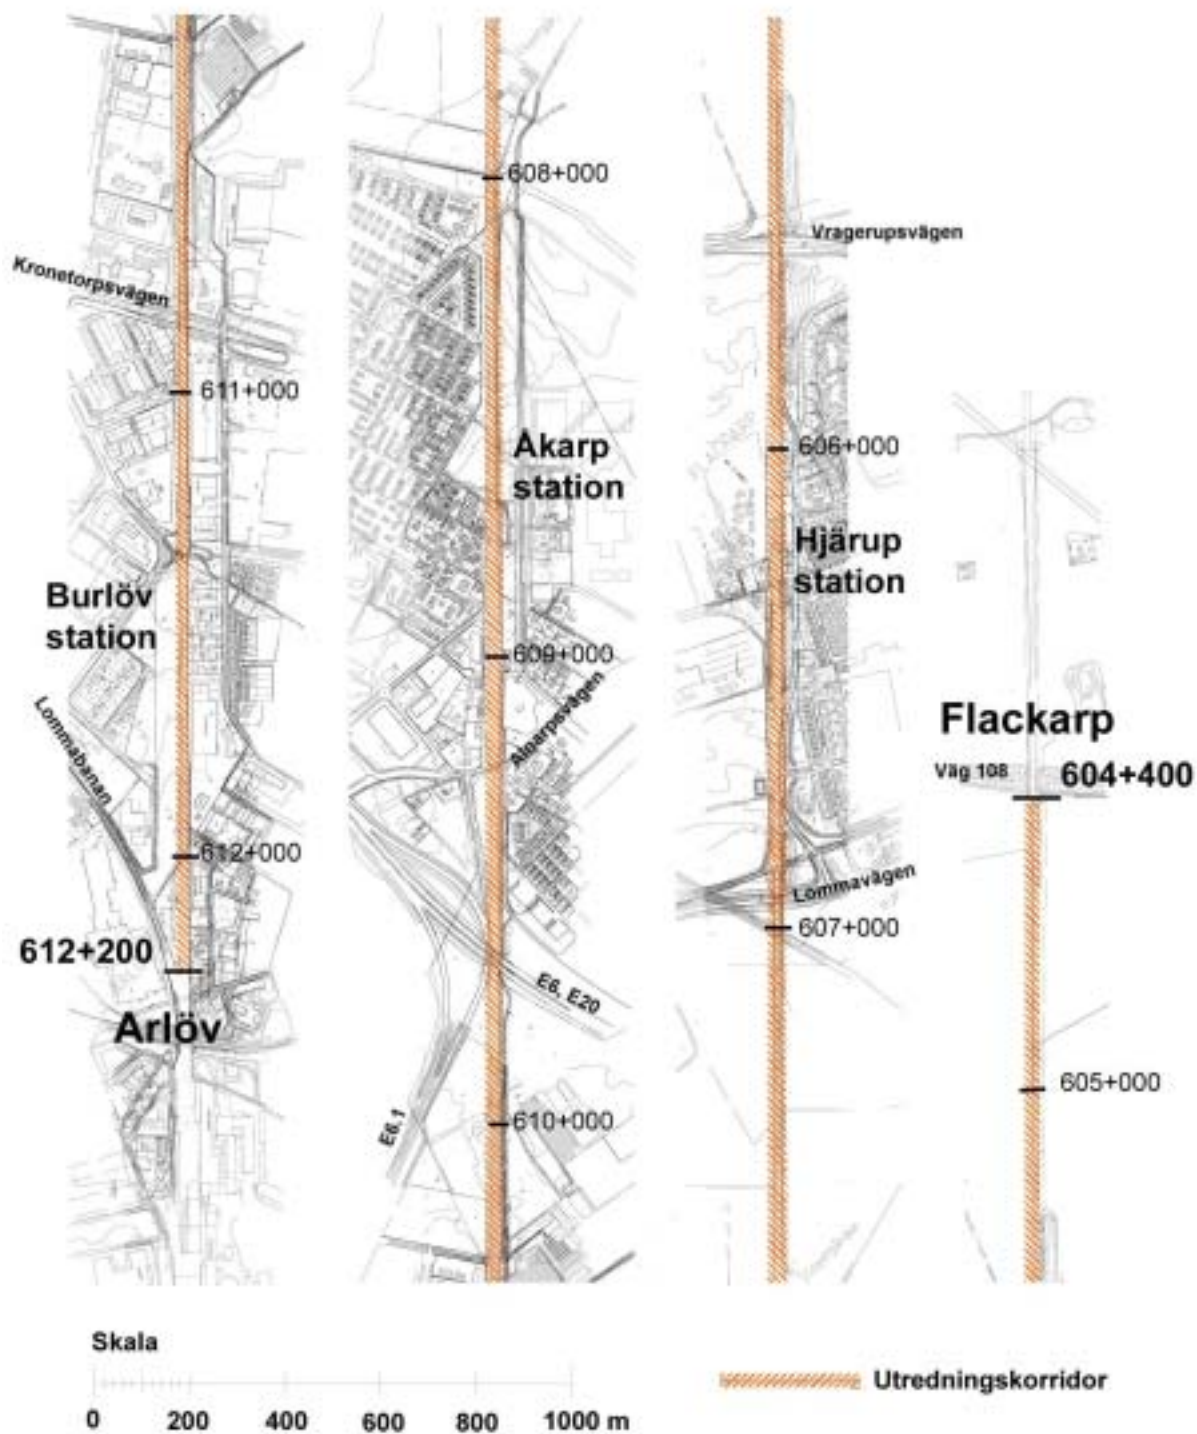 Kronetorpsvägen
611+000
Burlöv
station
Lommabanan
612+000
612+200
Arlöv
608+000
Åkarp
station
609+000
Alnarpsvägen
E6, E20
E6.1
610+000
Vragerupsvägen
606+000
Hjärup
station
Lommavägen
607+000
Flackarp
Väg 108
604+400
605+000
Skala
0 200 400 600 800 1000 m
Utredningskorridor